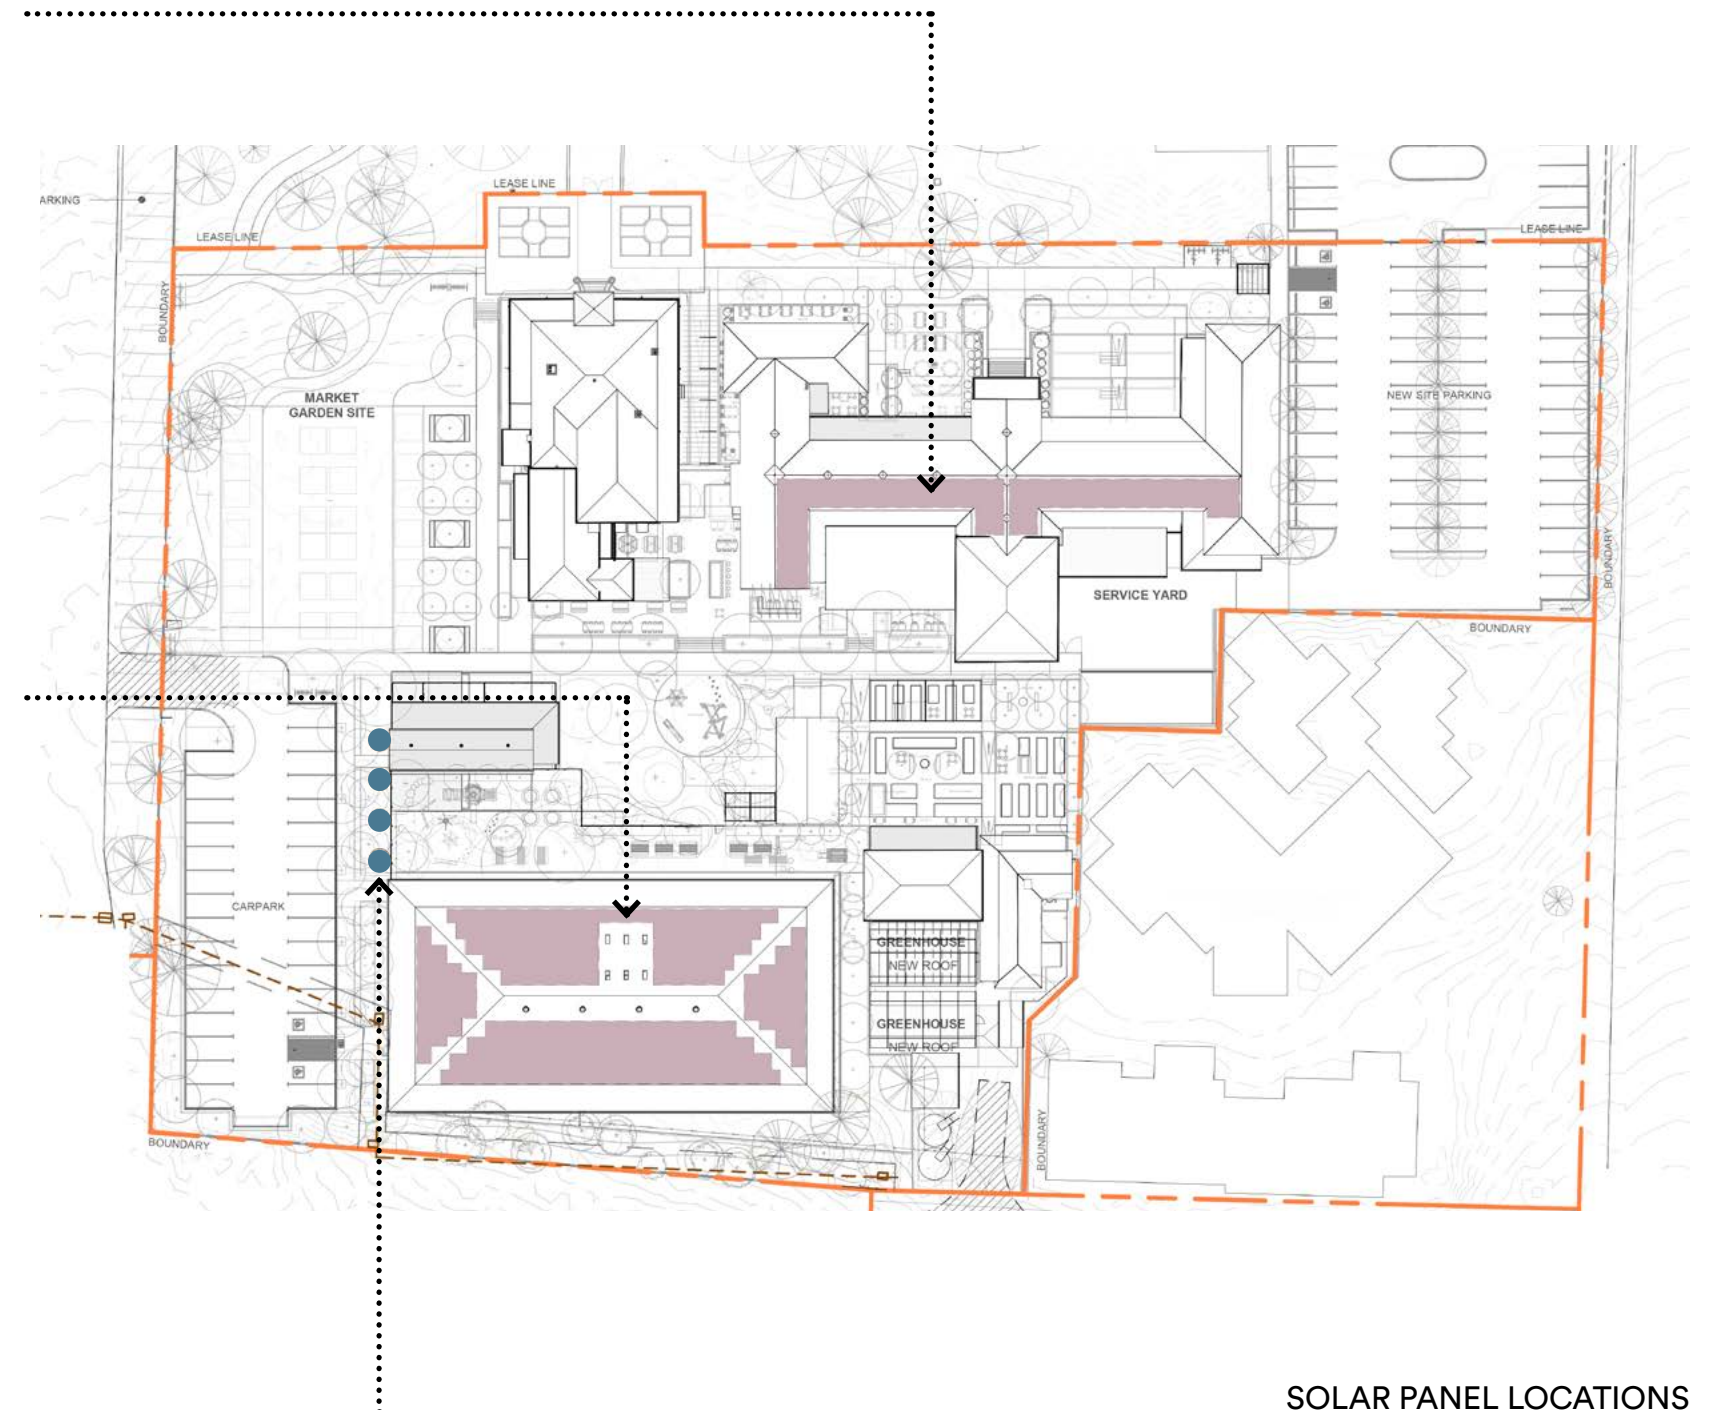 LEASE LINE
ARKING
LEASE LINE
LEASE LINE
BOUNDARY
MARKET
GARDEN SITE
NEW SITE PARKING
BOUNDARY
SERVICE YARD
BOUNDARY
CARPARK
GREENHOUSE
NEW ROOF
GREENHOUSE
NEW ROOF
BOUNDARY
BOUNDARY
SOLAR PANEL LOCATIONS